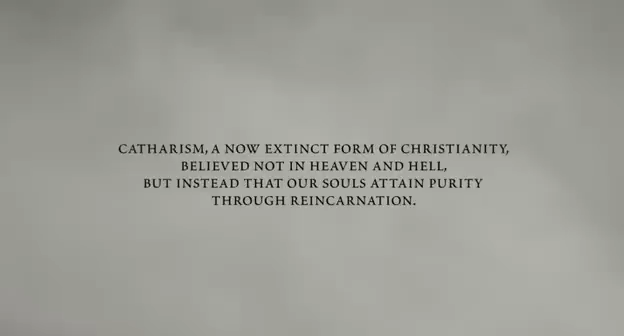 CATHARISM, A NOW EXTINCT FORM OF CHRISTIANITY,
BELIEVED NOT IN HEAVEN AND HELL,
BUT INSTEAD THAT OUR SOULS ATTAIN PURITY
THROUGH REINCARNATION.